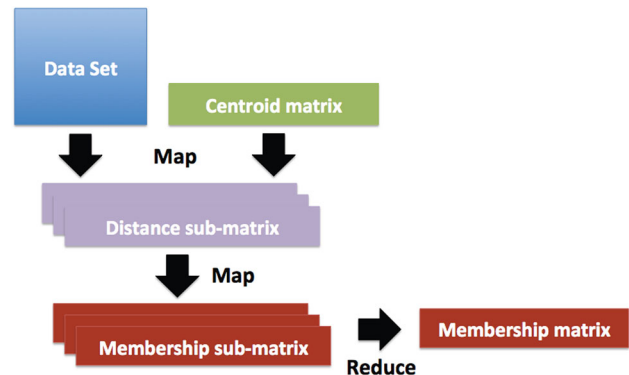 Data Set
Centroid matrix
Map
Distance sub-matrix
Map
Membership sub-matrix
Membership matrix
Reduce